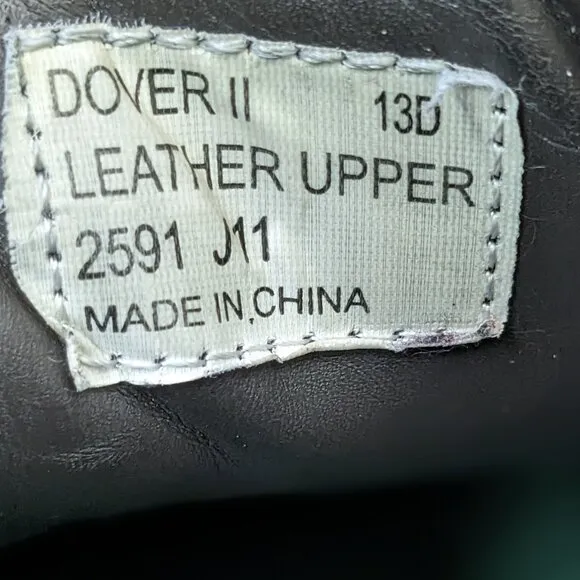 DOVER II 13D
LEATHER UPPER
2591 J11
MADE IN CHINA